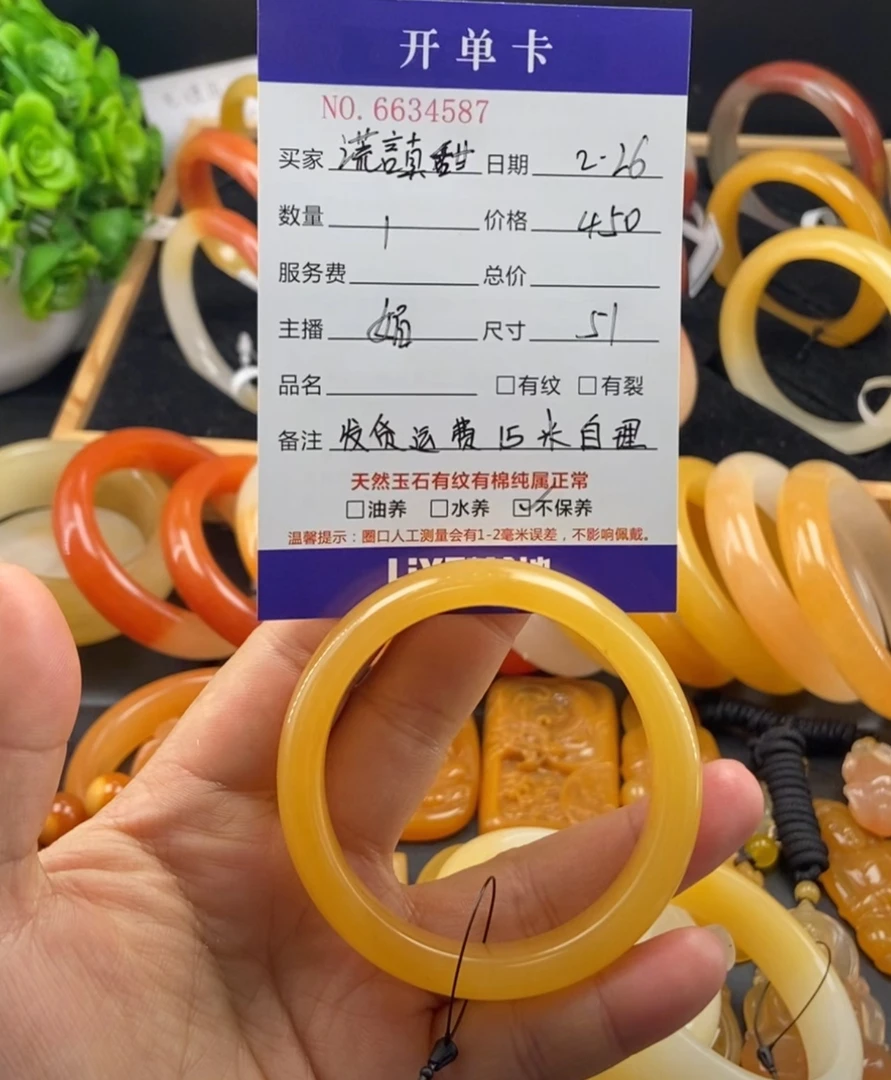 开单卡
NO. 6634587
买家 谎言真甜 日期 2-26
数量 1 价格 450
服务费 总价
主播 娟 尺寸 51
品名 □有纹 □有裂
备注 发货运费15米自理
天然玉石有纹有棉纯属正常
□油养 □水养 ☑不保养
温馨提示：圈口人工测量会有1-2毫米误差，不影响佩戴。